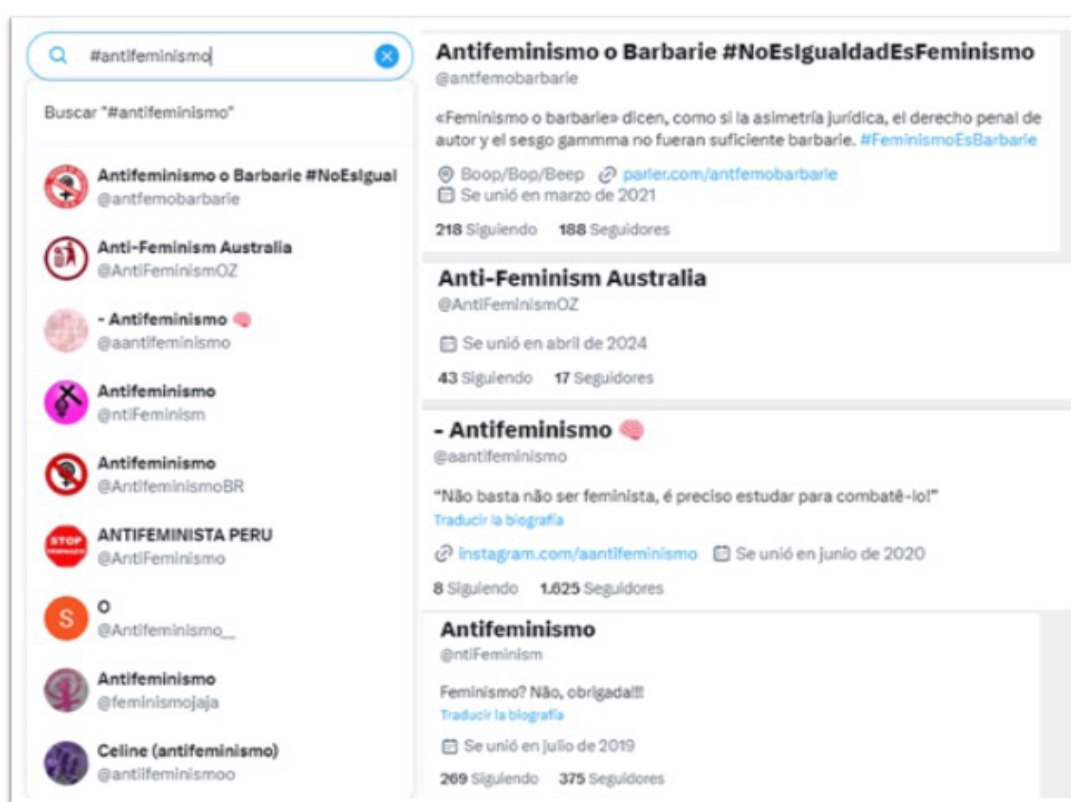 #antifeminismo
Buscar "#antifeminismo"
Antifeminismo o Barbarie #NoEsIgual
@antfemobarbarie
Anti-Feminism Australia
@AntiFeminismOZ
- Antifeminismo 🧠
@aantifeminismo
Antifeminismo
@ntiFeminism
Antifeminismo
@AntifeminismoBR
STOP
ANTIFEMINISTA PERU
@AntiFeminismo
S
O
@Antifeminismo__
Antifeminismo
@feminismojaja
Celine (antifeminismo)
@antiifeminismoo
Antifeminismo o Barbarie #NoEsIgualdadEsFeminismo
@antfemobarbarie
«Feminismo o barbarie» dicen, como si la asimetría jurídica, el derecho penal de
autor y el sesgo gammma no fueran suficiente barbarie. #FeminismoEsBarbarie
Boop/Bop/Beep parler.com/antfemobarbarie
Se unió en marzo de 2021
218 Siguiendo 188 Seguidores
Anti-Feminism Australia
@AntiFeminismOZ
Se unió en abril de 2024
43 Siguiendo 17 Seguidores
- Antifeminismo 🧠
@aantifeminismo
"Não basta não ser feminista, é preciso estudar para combatê-lo!"
Traducir la biografía
instagram.com/aantifeminismo Se unió en junio de 2020
8 Siguiendo 1.625 Seguidores
Antifeminismo
@ntiFeminism
Feminismo? Não, obrigada!!!
Traducir la biografía
Se unió en julio de 2019
269 Siguiendo 375 Seguidores